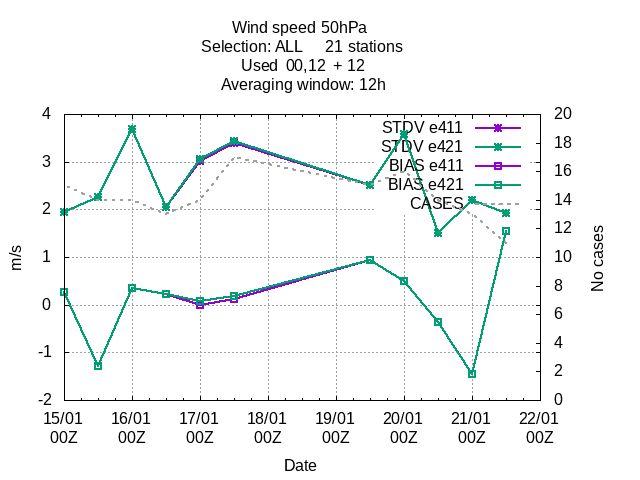 Wind speed 50hPa
Selection: ALL 21 stations
Used 00,12 + 12
Averaging window: 12h
4
3
2
1
0
-1
-2
m/s
20
18
16
14
12
10
8
6
4
2
0
No cases
STDV e411
STDV e421
BIAS e411
BIAS e421
CASES
15/01 16/01 17/01 18/01 19/01 20/01 21/01 22/01
00Z 00Z 00Z 00Z 00Z 00Z 00Z 00Z
Date